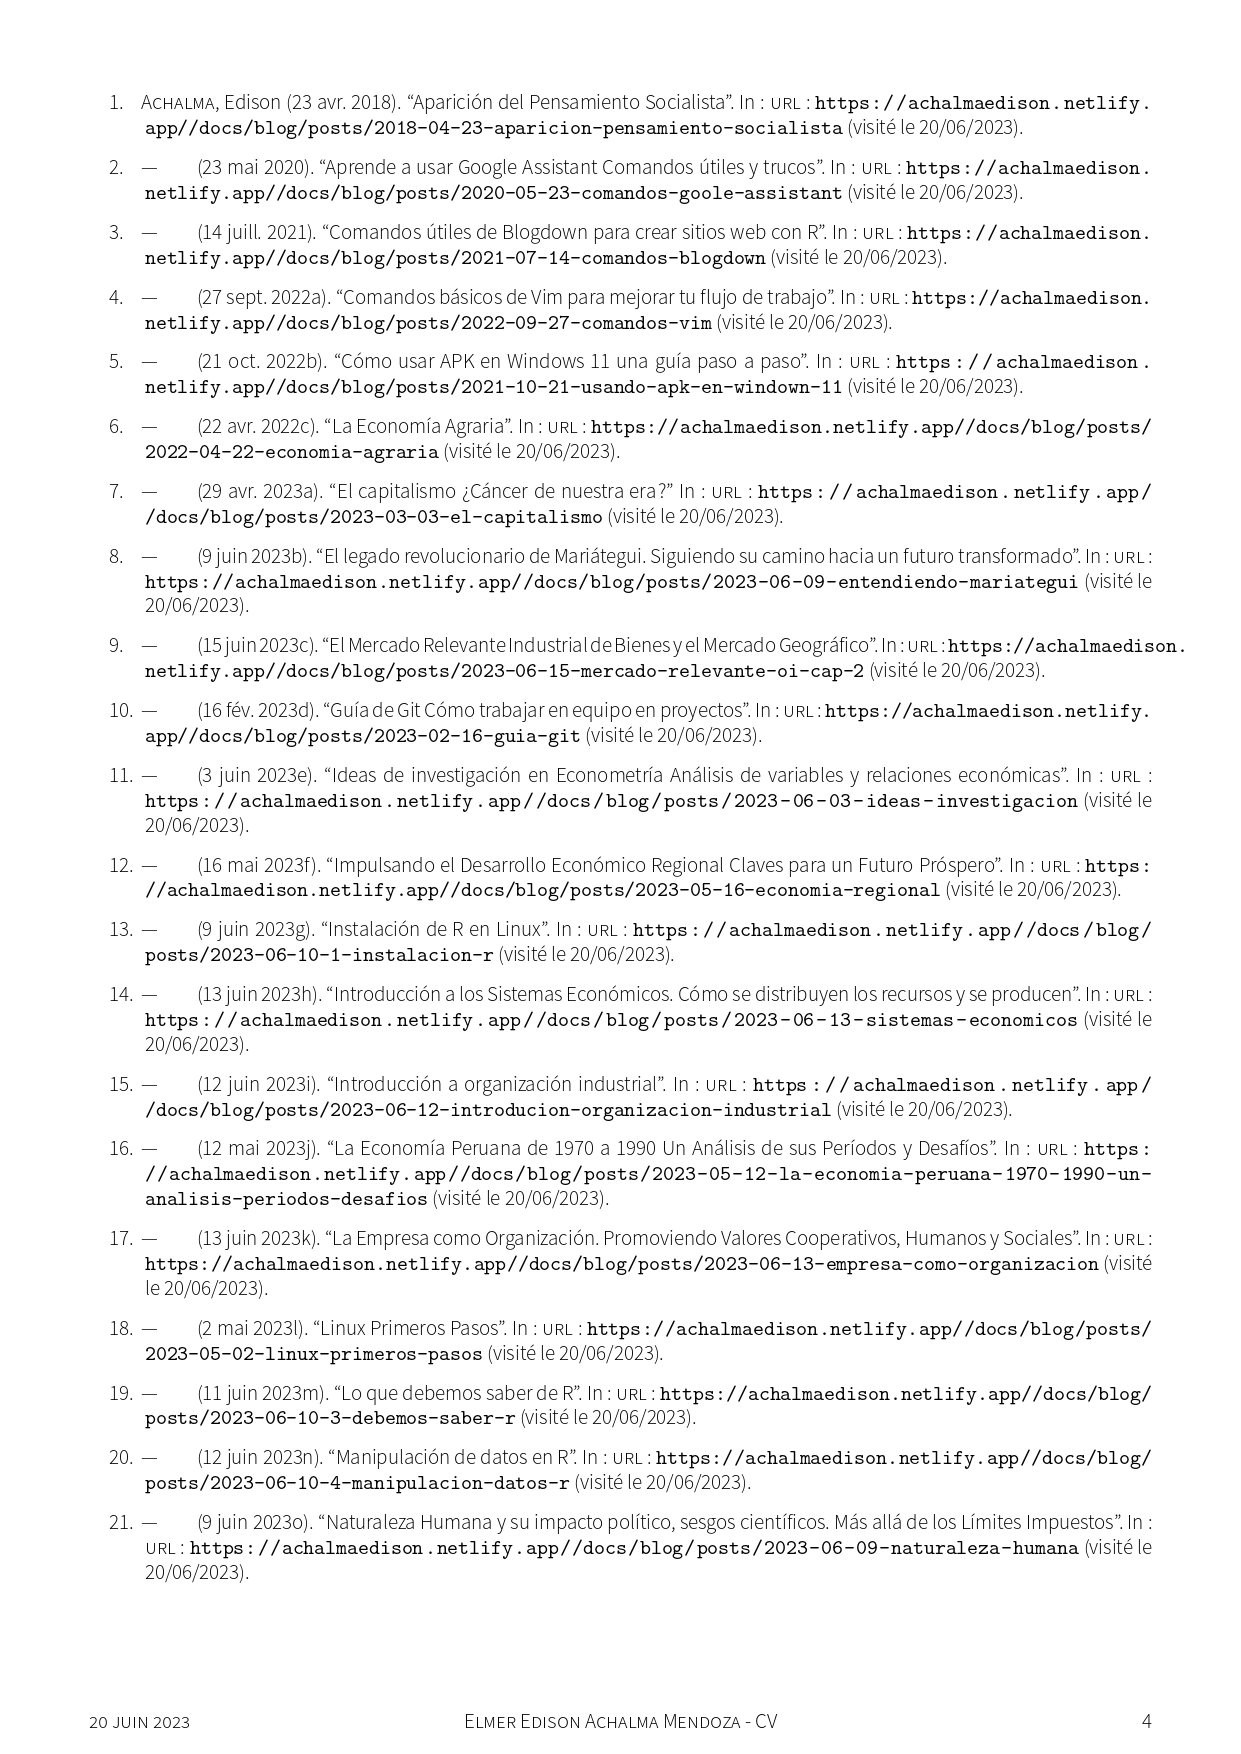 1. ACHALMA, Edison (23 avr. 2018). “Aparición del Pensamiento Socialista”. In : URL : https://achalmaedison.netlify.
app//docs/blog/posts/2018-04-23-aparicion-pensamiento-socialista (visité le 20/06/2023).
2. — (23 mai 2020). “Aprende a usar Google Assistant Comandos útiles y trucos”. In : URL : https://achalmaedison.
netlify.app//docs/blog/posts/2020-05-23-comandos-goole-assistant (visité le 20/06/2023).
3. — (14 juill. 2021). “Comandos útiles de Blogdown para crear sitios web con R”. In : URL : https://achalmaedison.
netlify.app//docs/blog/posts/2021-07-14-comandos-blogdown (visité le 20/06/2023).
4. — (27 sept. 2022a). “Comandos básicos de Vim para mejorar tu flujo de trabajo”. In : URL : https://achalmaedison.
netlify.app//docs/blog/posts/2022-09-27-comandos-vim (visité le 20/06/2023).
5. — (21 oct. 2022b). “Cómo usar APK en Windows 11 una guía paso a paso”. In : URL : https://achalmaedison.
netlify.app//docs/blog/posts/2021-10-21-usando-apk-en-windown-11 (visité le 20/06/2023).
6. — (22 avr. 2022c). “La Economía Agraria”. In : URL : https://achalmaedison.netlify.app//docs/blog/posts/
2022-04-22-economia-agraria (visité le 20/06/2023).
7. — (29 avr. 2023a). “El capitalismo ¿Cáncer de nuestra era?” In : URL : https://achalmaedison.netlify.app/
/docs/blog/posts/2023-03-03-el-capitalismo (visité le 20/06/2023).
8. — (9 juin 2023b). “El legado revolucionario de Mariátegui. Siguiendo su camino hacia un futuro transformado”. In : URL :
https://achalmaedison.netlify.app//docs/blog/posts/2023-06-09-entendiendo-mariategui (visité le
20/06/2023).
9. — (15 juin 2023c). “El Mercado Relevante Industrial de Bienes y el Mercado Geográfico”. In : URL : https://achalmaedison.
netlify.app//docs/blog/posts/2023-06-15-mercado-relevante-oi-cap-2 (visité le 20/06/2023).
10. — (16 fév. 2023d). “Guía de Git Cómo trabajar en equipo en proyectos”. In : URL : https://achalmaedison.netlify.
app//docs/blog/posts/2023-02-16-guia-git (visité le 20/06/2023).
11. — (3 juin 2023e). “Ideas de investigación en Econometría Análisis de variables y relaciones económicas”. In : URL :
https://achalmaedison.netlify.app//docs/blog/posts/2023-06-03-ideas-investigacion (visité le
20/06/2023).
12. — (16 mai 2023f). “Impulsando el Desarrollo Económico Regional Claves para un Futuro Próspero”. In : URL : https:
//achalmaedison.netlify.app//docs/blog/posts/2023-05-16-economia-regional (visité le 20/06/2023).
13. — (9 juin 2023g). “Instalación de R en Linux”. In : URL : https://achalmaedison.netlify.app//docs/blog/
posts/2023-06-10-1-instalacion-r (visité le 20/06/2023).
14. — (13 juin 2023h). “Introducción a los Sistemas Económicos. Cómo se distribuyen los recursos y se producen”. In : URL :
https://achalmaedison.netlify.app//docs/blog/posts/2023-06-13-sistemas-economicos (visité le
20/06/2023).
15. — (12 juin 2023i). “Introducción a organización industrial”. In : URL : https://achalmaedison.netlify.app/
/docs/blog/posts/2023-06-12-introducion-organizacion-industrial (visité le 20/06/2023).
16. — (12 mai 2023j). “La Economía Peruana de 1970 a 1990 Un Análisis de sus Períodos y Desafíos”. In : URL : https:
//achalmaedison.netlify.app//docs/blog/posts/2023-05-12-la-economia-peruana-1970-1990-un-
analisis-periodos-desafios (visité le 20/06/2023).
17. — (13 juin 2023k). “La Empresa como Organización. Promoviendo Valores Cooperativos, Humanos y Sociales”. In : URL :
https://achalmaedison.netlify.app//docs/blog/posts/2023-06-13-empresa-como-organizacion (visité
le 20/06/2023).
18. — (2 mai 2023l). “Linux Primeros Pasos”. In : URL : https://achalmaedison.netlify.app//docs/blog/posts/
2023-05-02-linux-primeros-pasos (visité le 20/06/2023).
19. — (11 juin 2023m). “Lo que debemos saber de R”. In : URL : https://achalmaedison.netlify.app//docs/blog/
posts/2023-06-10-3-debemos-saber-r (visité le 20/06/2023).
20. — (12 juin 2023n). “Manipulación de datos en R”. In : URL : https://achalmaedison.netlify.app//docs/blog/
posts/2023-06-10-4-manipulacion-datos-r (visité le 20/06/2023).
21. — (9 juin 2023o). “Naturaleza Humana y su impacto político, sesgos científicos. Más allá de los Límites Impuestos”. In :
URL : https://achalmaedison.netlify.app//docs/blog/posts/2023-06-09-naturaleza-humana (visité le
20/06/2023).
20 JUIN 2023 ELMER EDISON ACHALMA MENDOZA - CV 4